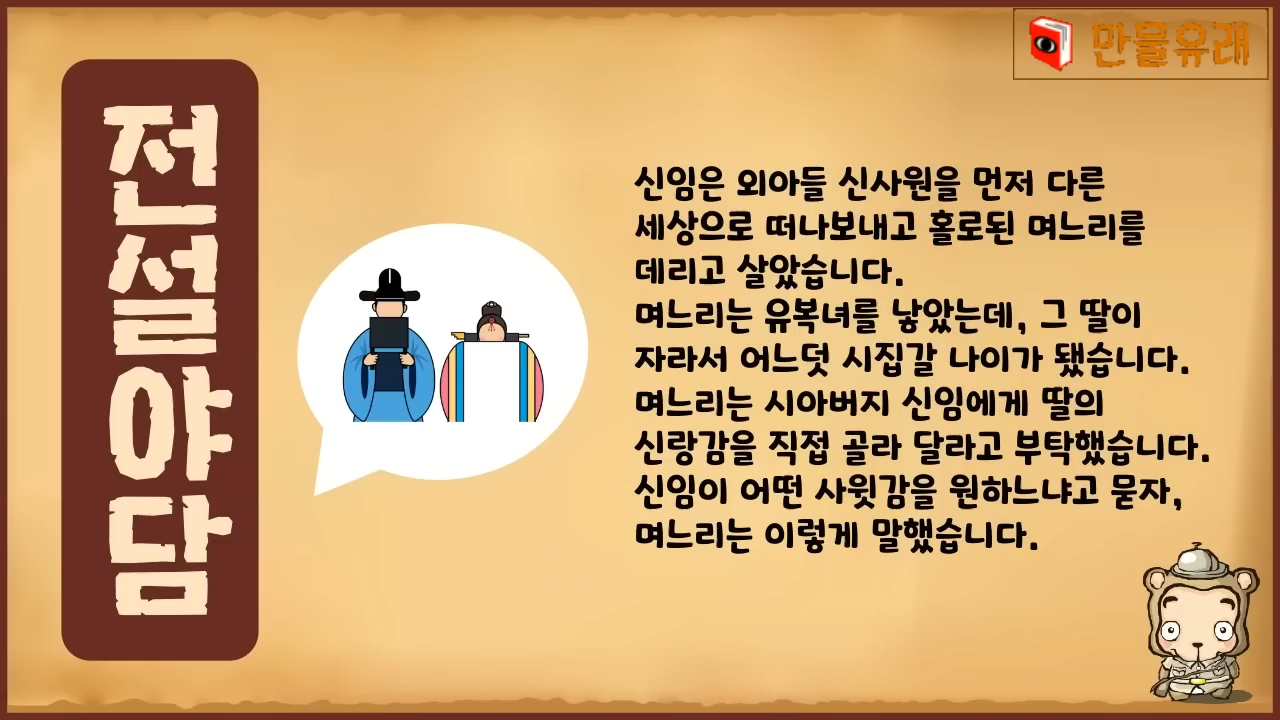 만물유래
전설야담
신임은 외아들 신사원을 먼저 다른
세상으로 떠나보내고 홀로된 며느리를
데리고 살았습니다.
며느리는 유복녀를 낳았는데, 그 딸이
자라서 어느덧 시집갈 나이가 됐습니다.
며느리는 시아버지 신임에게 딸의
신랑감을 직접 골라 달라고 부탁했습니다.
신임이 어떤 사윗감을 원하느냐고 묻자,
며느리는 이렇게 말했습니다.